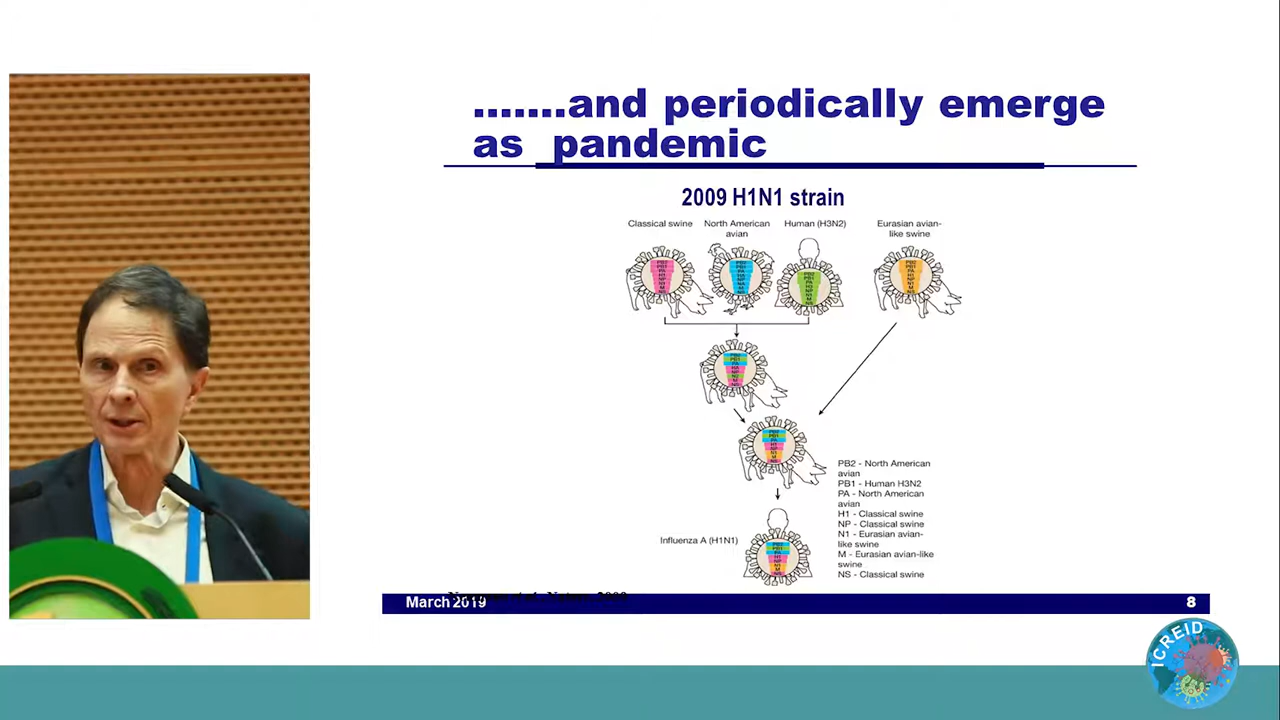 .......and periodically emerge
as pandemic
2009 H1N1 strain
Classical swine
North American
avian
Human (H3N2)
Eurasian avian-
like swine
PB2 - North American
avian
PB1 - Human H3N2
PA - North American
avian
H1 - Classical swine
NP - Classical swine
N1 - Eurasian avian-
like swine
M - Eurasian avian-like
swine
NS - Classical swine
Influenza A (H1N1)
March 2019
8
ICREID